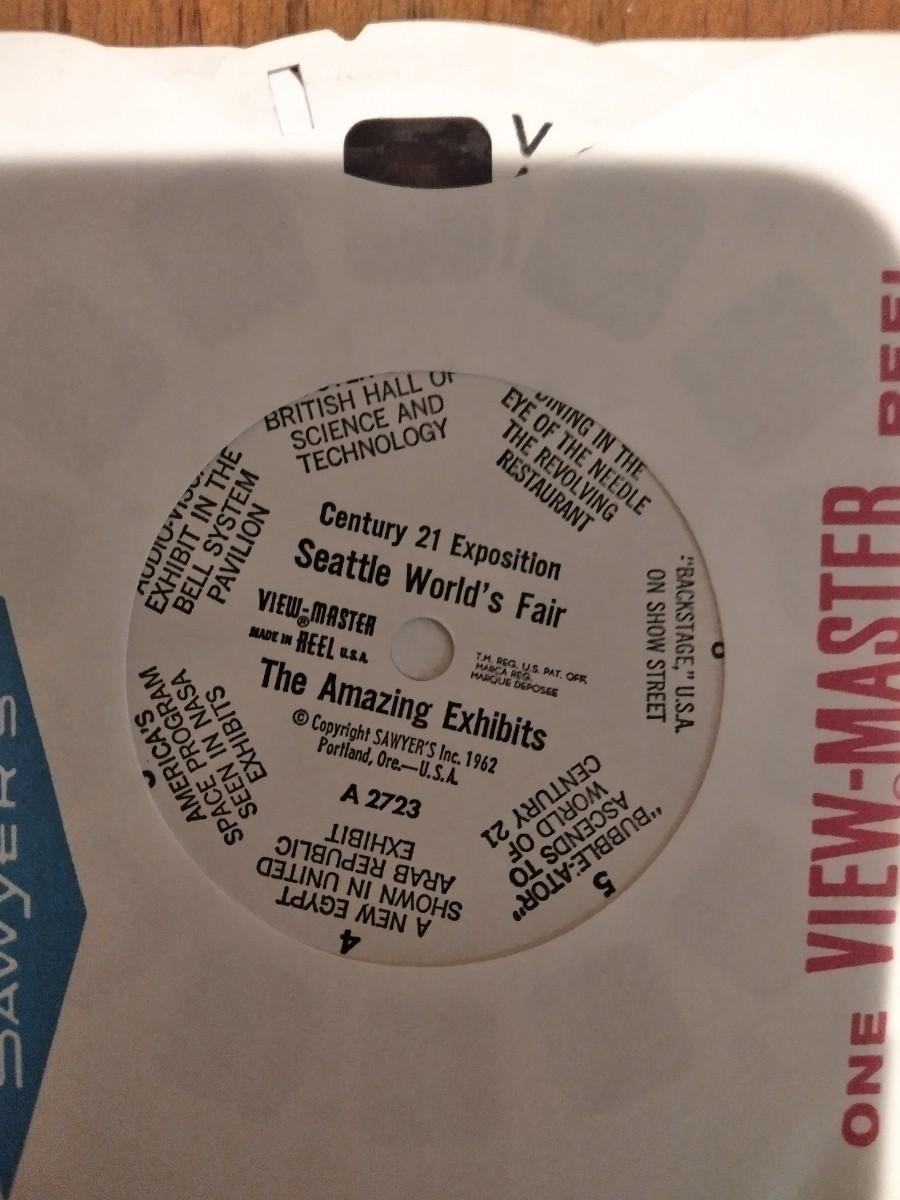 Century 21 Exposition
Seattle World's Fair
VIEW-MASTER
®
MADE IN REEL U.S.A.
T.M. REG. U.S. PAT. OFF.
MARCA REG.
MARQUE DEPOSEE
The Amazing Exhibits
© Copyright SAWYER'S Inc. 1962
Portland, Ore.—U.S.A.
A 2723
BRITISH HALL OF
SCIENCE AND
TECHNOLOGY
DINING IN THE
EYE OF THE NEEDLE
THE REVOLVING
RESTAURANT
"BACKSTAGE," U.S.A.
ON SHOW STREET
5
"BUBBLE-ATOR"
ASCENDS TO
WORLD OF
CENTURY 21
4
A NEW EGYPT
SHOWN IN UNITED
ARAB REPUBLIC
EXHIBIT
AMERICA'S
SPACE PROGRAM
SEEN IN NASA
EXHIBITS
AUDIO-VISUAL
EXHIBIT IN THE
BELL SYSTEM
PAVILION
SAWYER'S
ONE VIEW-MASTER REEL